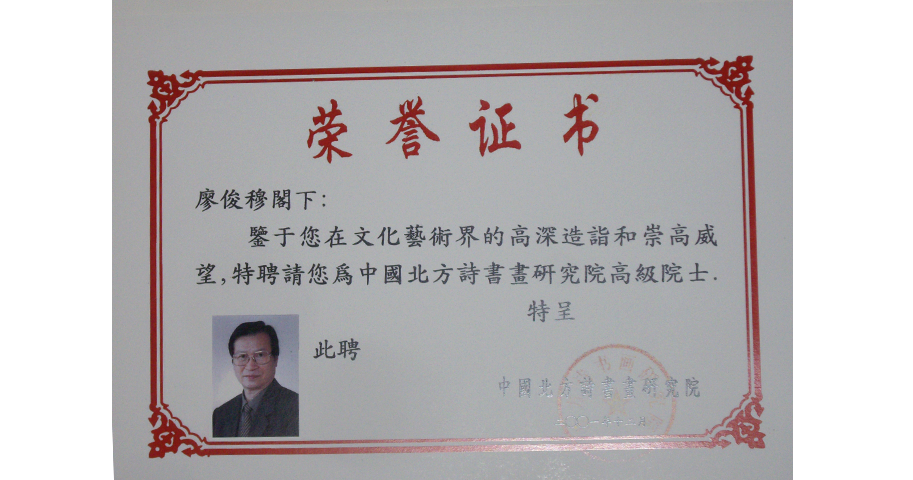 荣誉证书
廖俊穆閣下:
鑒于您在文化藝術界的高深造詣和崇高威
望,特聘請您爲中國北方詩書畫研究院高級院士.
特呈
此聘
中國北方詩書畫研究院